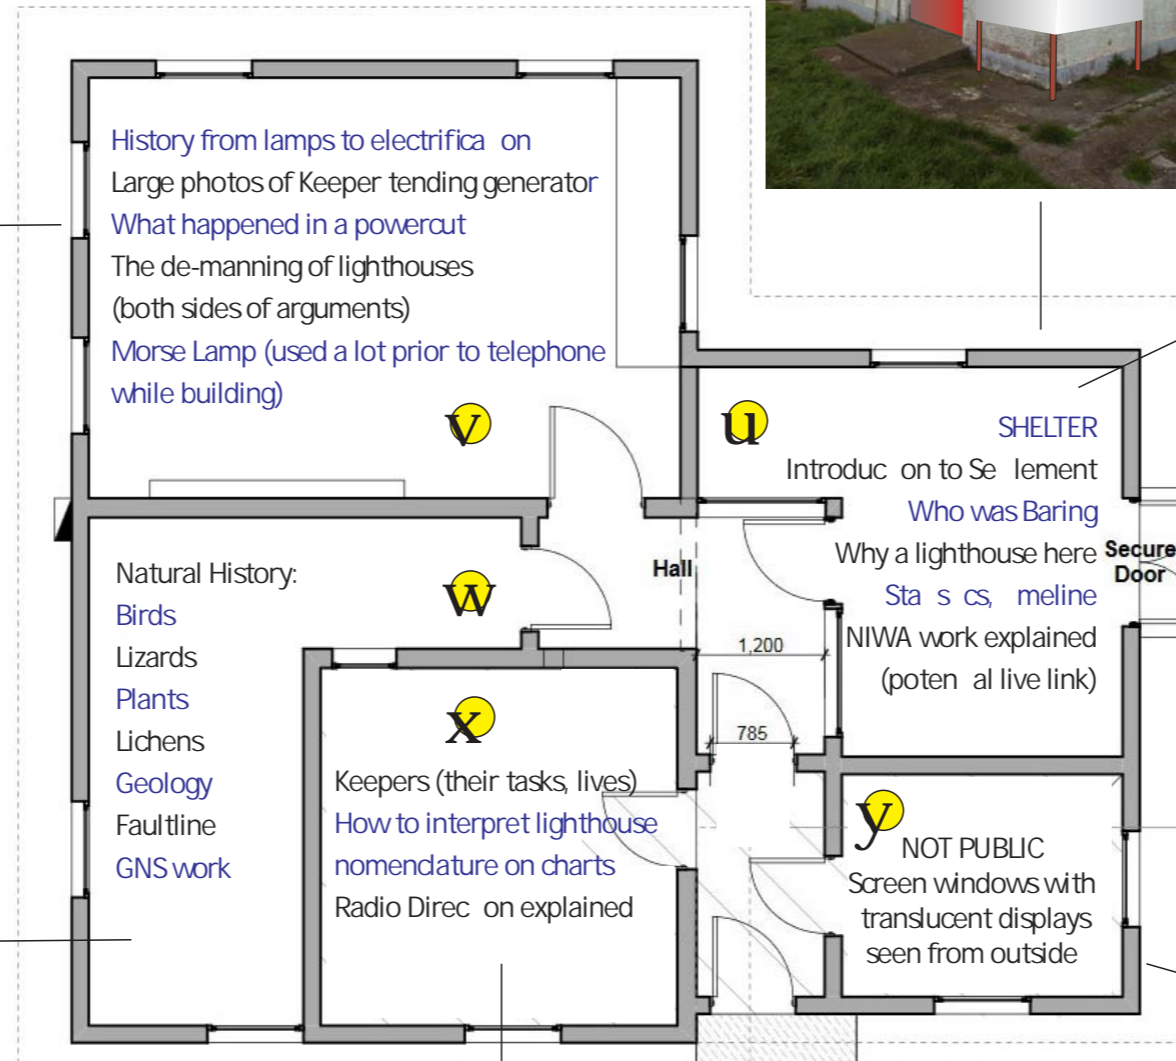 History from lamps to electrifica on
Large photos of Keeper tending generator
What happened in a powercut
The de-manning of lighthouses
(both sides of arguments)
Morse Lamp (used a lot prior to telephone
while building)
v
u
SHELTER
Introduc on to Se lement
Who was Baring
Why a lighthouse here
Sta s cs, meline
NIWA work explained
(poten al live link)
Secure
Door
Hall
1,200
785
w
Natural History:
Birds
Lizards
Plants
Lichens
Geology
Faultline
GNS work
x
Keepers (their tasks, lives)
How to interpret lighthouse
nomendature on charts
Radio Direc on explained
y
NOT PUBLIC
Screen windows with
translucent displays
seen from outside